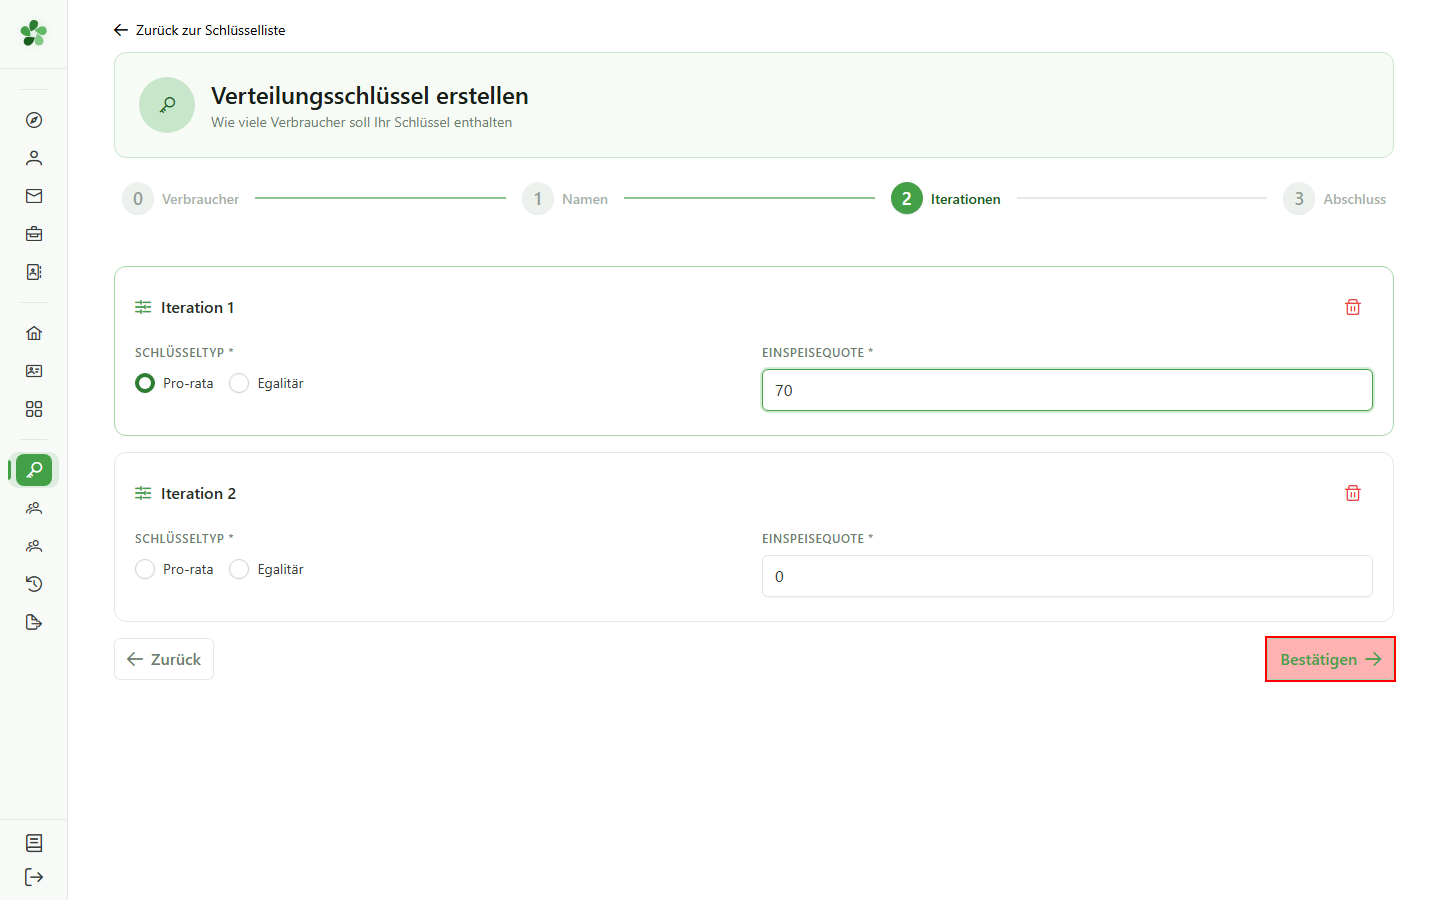 Zurück zur Schlüsselliste
Verteilungsschlüssel erstellen
Wie viele Verbraucher soll Ihr Schlüssel enthalten
0 Verbraucher 1 Namen 2 Iterationen 3 Abschluss
Iteration 1
SCHLÜSSELTYP * EINSPEISEQUOTE *
Pro-rata Egalitär 70
Iteration 2
SCHLÜSSELTYP * EINSPEISEQUOTE *
Pro-rata Egalitär 0
Zurück Bestätigen